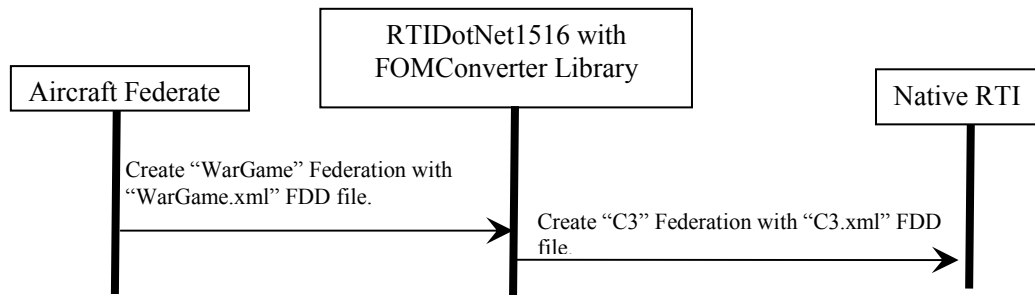 RTIDotNet1516 with
FOMConverter Library
Aircraft Federate
Native RTI
Create “WarGame” Federation with
“WarGame.xml” FDD file.
Create “C3” Federation with “C3.xml” FDD
file.